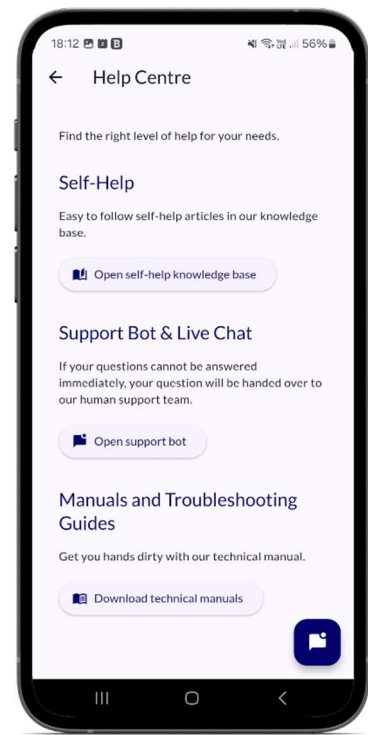 18:12 B 56%
Help Centre
Find the right level of help for your needs.
Self-Help
Easy to follow self-help articles in our knowledge
base.
Open self-help knowledge base
Support Bot & Live Chat
If your questions cannot be answered
immediately, your question will be handed over to
our human support team.
Open support bot
Manuals and Troubleshooting
Guides
Get you hands dirty with our technical manual.
Download technical manuals